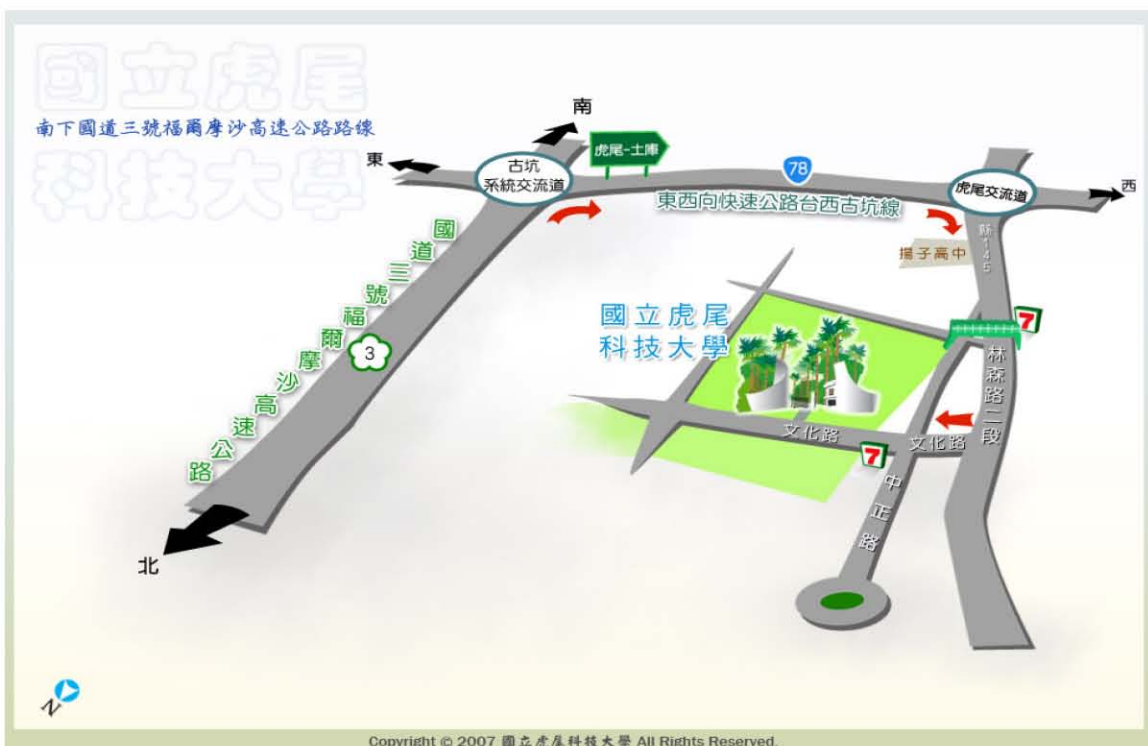 國立虎尾
南下國道三號福爾摩沙高速公路路線
科技大學
南
東
古坑
系統交流道
虎尾-土庫
78
虎尾交流道
西
東西向快速公路台西古坑線
縣145
揚子高中
國道三號福爾摩沙高速公路
3
國立虎尾
科技大學
7
林森路二段
文化路
文化路
7
中正路
北
N
Copyright © 2007 國立虎尾科技大學 All Rights Reserved.